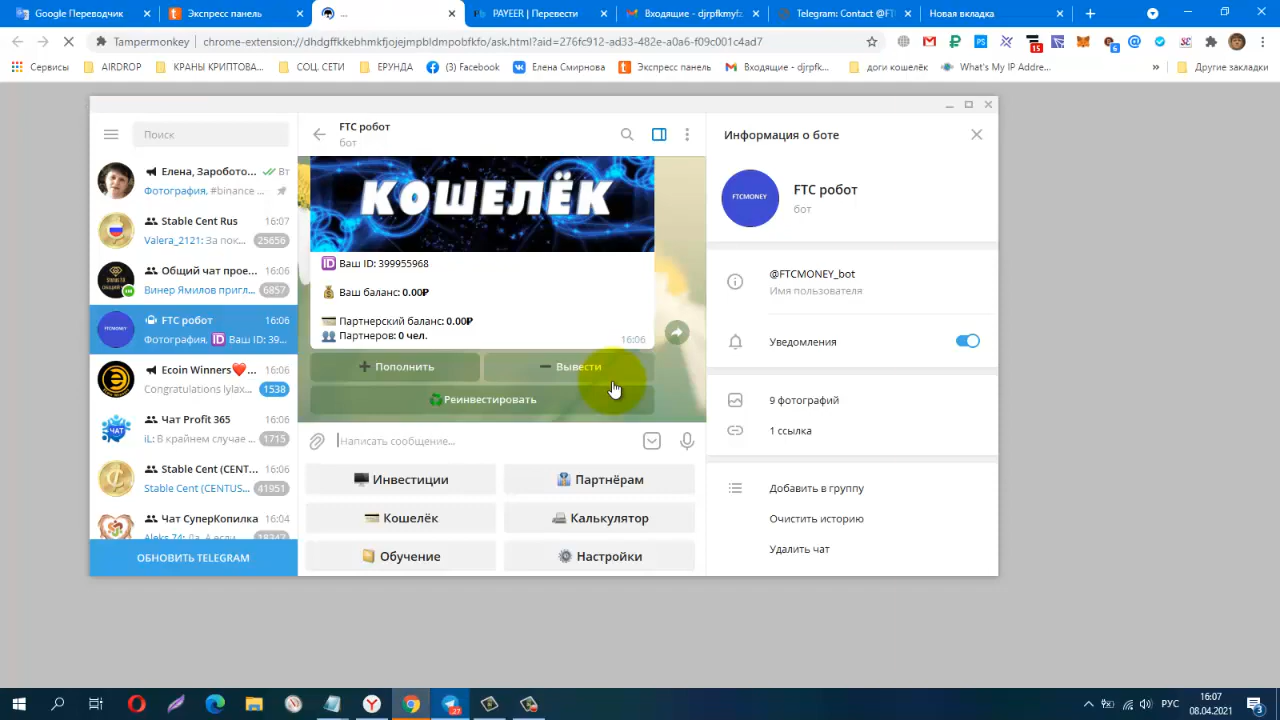 Google Переводчик
Экспресс панель
...
PAYEER | Перевести
Входящие - djrpfkmyf
Telegram: Contact @FT
Новая вкладка
Tampermonkey | chrome-extension://dhdgffkkebhmkfjojejmpbldmpobfkfo/ask.html?aid=276fc912-ad33-482e-a0a6-f09c001c4ad7
15
6
Сервисы
AIRDROP
КРАНЫ КРИПТОВА...
СОЦ. СЕТИ
ЕРУНДА
(3) Facebook
Елена Смирнова
Экспресс панель
Входящие - djrpfk...
доги кошелёк
What's My IP Addre...
»
Другие закладки
Поиск
Елена, Заработо... Вт
Фотография, #binance ...
Stable Cent Rus 16:07
Valera_2121: За пок... 25656
Общий чат прое... 16:06
Винер Ямилов пригл... 6857
FTC робот 16:06
Фотография, ID Ваш ID: 39...
Ecoin Winners 16:06
Congratulations lylax... 1538
Чат Profit 365 16:06
iL: В крайнем случае ... 1715
Stable Cent (CENT... 16:06
Stable Cent (CENTUS... 41951
Чат СуперКопилка 16:04
ОБНОВИТЬ TELEGRAM
FTC робот
бот
КОШЕЛЁК
ID Ваш ID: 399955968
Ваш баланс: 0.00₽
Партнерский баланс: 0.00₽
Партнеров: 0 чел.
16:06
Пополнить
Вывести
Реинвестировать
Написать сообщение...
Инвестиции
Партнёрам
Кошелёк
Калькулятор
Обучение
Настройки
Информация о боте
FTCMONEY
FTC робот
бот
@FTCMONEY_bot
Имя пользователя
Уведомления
9 фотографий
1 ссылка
Добавить в группу
Очистить историю
Удалить чат
РУС
16:07
08.04.2021
3